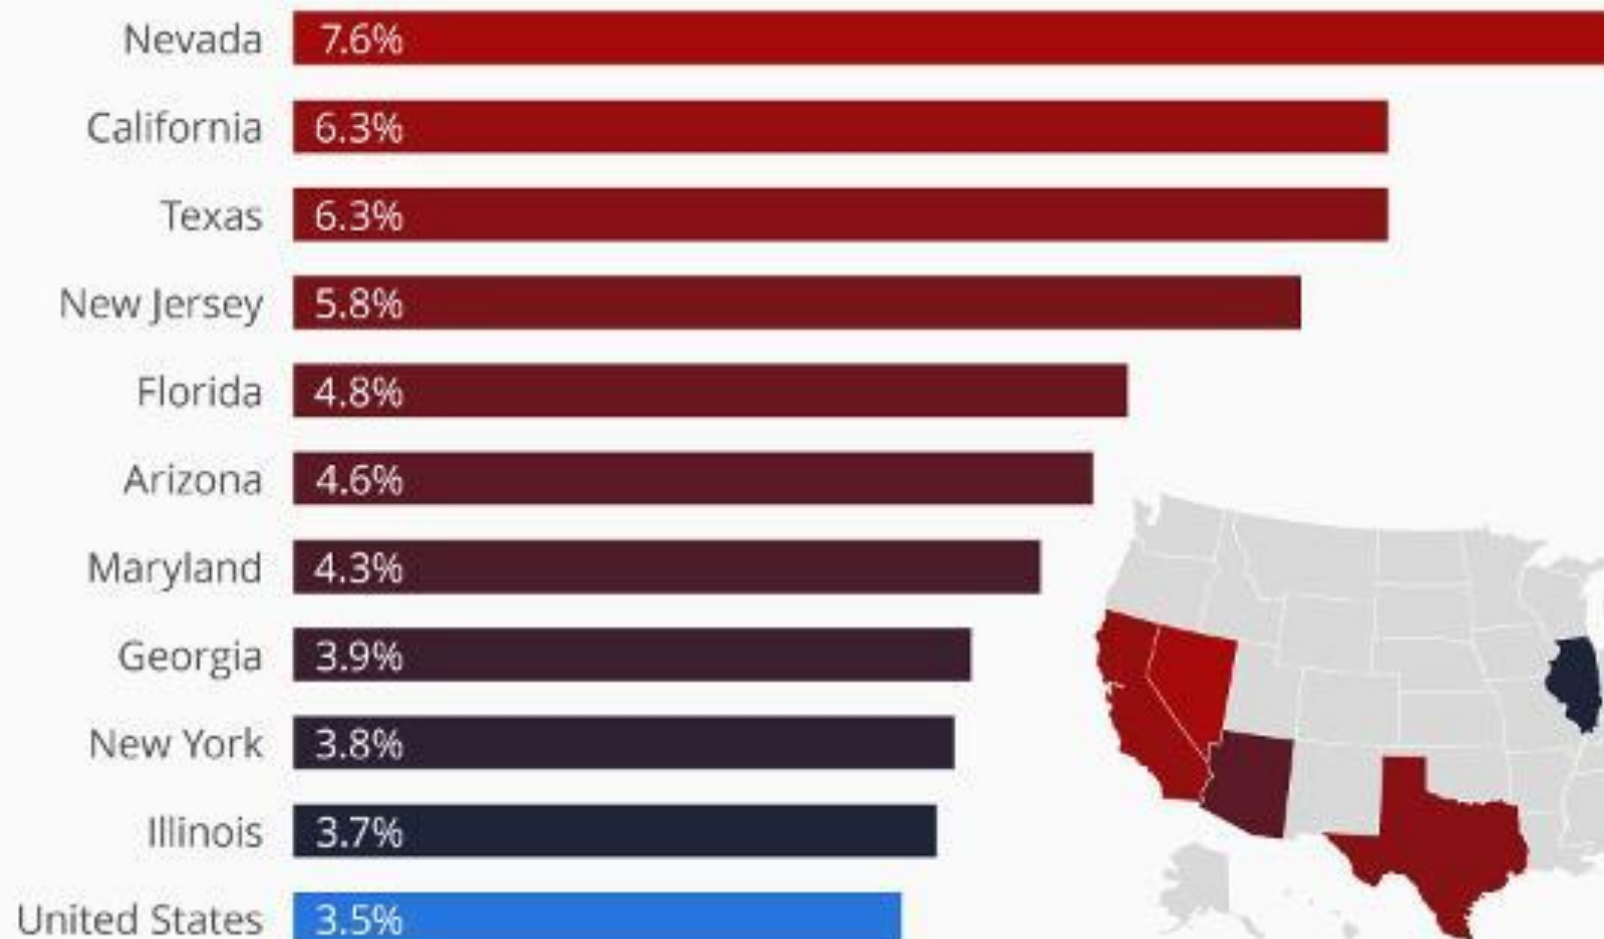 Nevada 7.6%
California 6.3%
Texas 6.3%
New Jersey 5.8%
Florida 4.8%
Arizona 4.6%
Maryland 4.3%
Georgia 3.9%
New York 3.8%
Illinois 3.7%
United States 3.5%